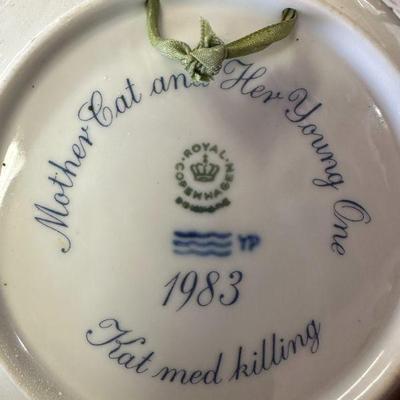 Mother Cat and Her Young One
ROYAL
COPENHAGEN
DENMARK
YP
1983
Kat med killing